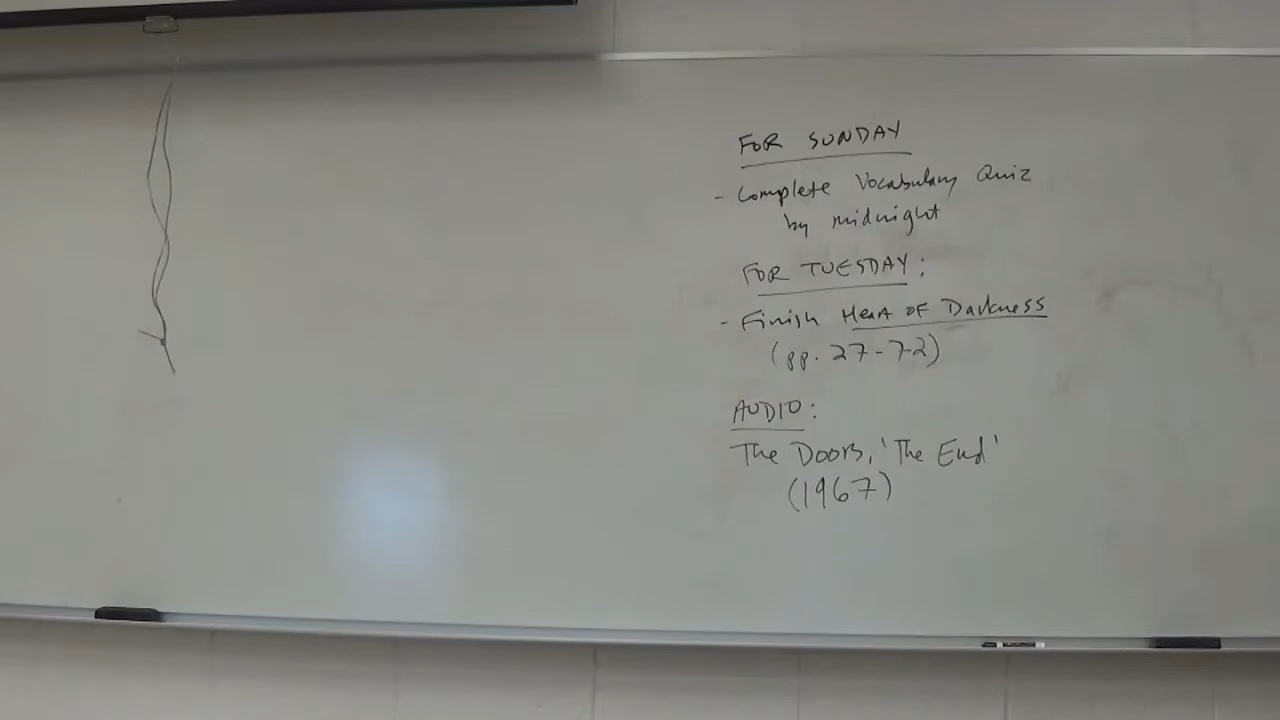 FOR SUNDAY
- Complete Vocabulary Quiz
by midnight
FOR TUESDAY:
- Finish Heart OF Darkness
(pp. 27-72)
AUDIO:
The Doors, 'The End'
(1967)